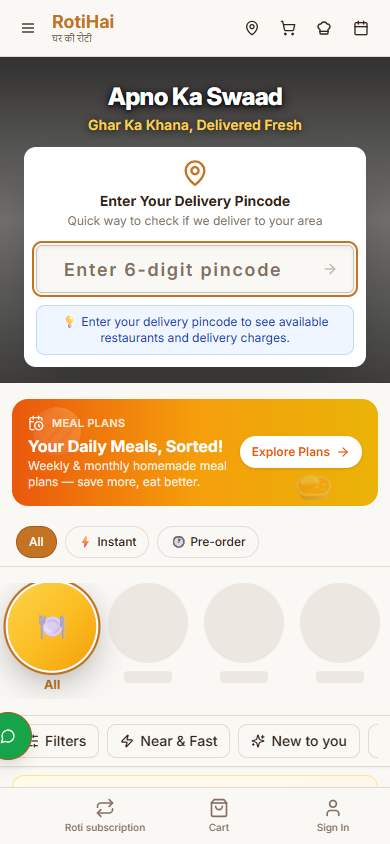 RotiHai
घर की रोटी
Apno Ka Swaad
Ghar Ka Khana, Delivered Fresh
Enter Your Delivery Pincode
Quick way to check if we deliver to your area
Enter 6-digit pincode
Enter your delivery pincode to see available
restaurants and delivery charges.
MEAL PLANS
Your Daily Meals, Sorted!
Weekly & monthly homemade meal
plans — save more, eat better.
Explore Plans
All
Instant
Pre-order
All
Filters
Near & Fast
New to you
Roti subscription
Cart
Sign In